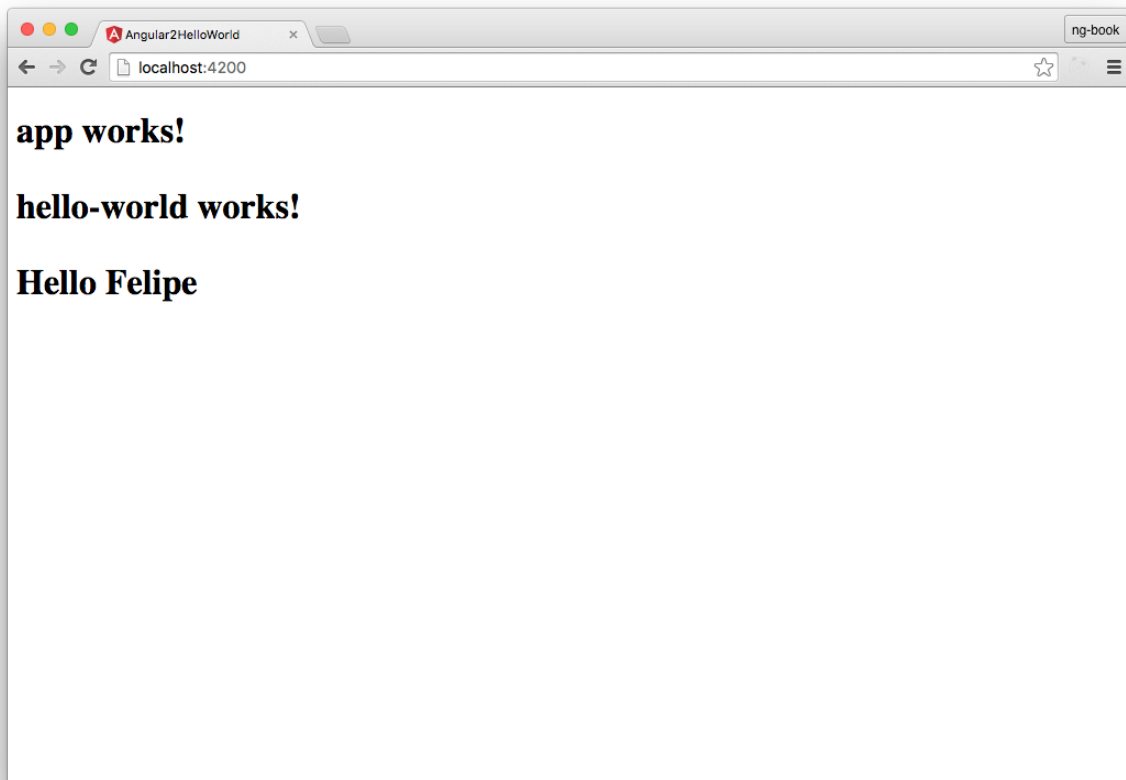 Angular2HelloWorld
ng-book
localhost:4200
app works!
hello-world works!
Hello Felipe